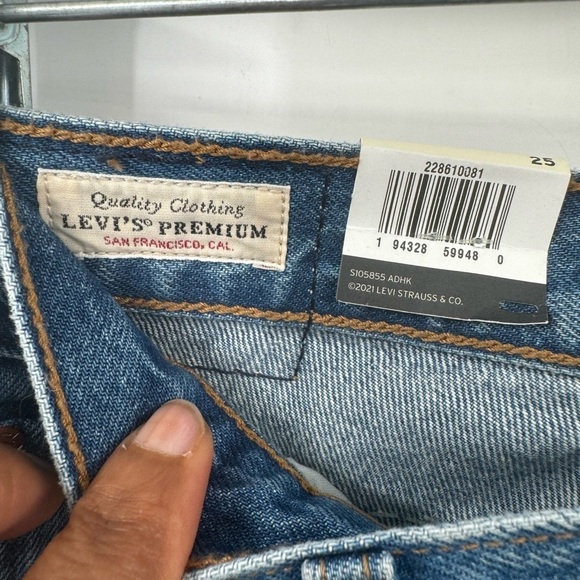 Quality Clothing
LEVI'S® PREMIUM
SAN FRANCISCO, CAL.
25
228610081
1 94328 59948 0
S105855 ADHK
©2021 LEVI STRAUSS & CO.